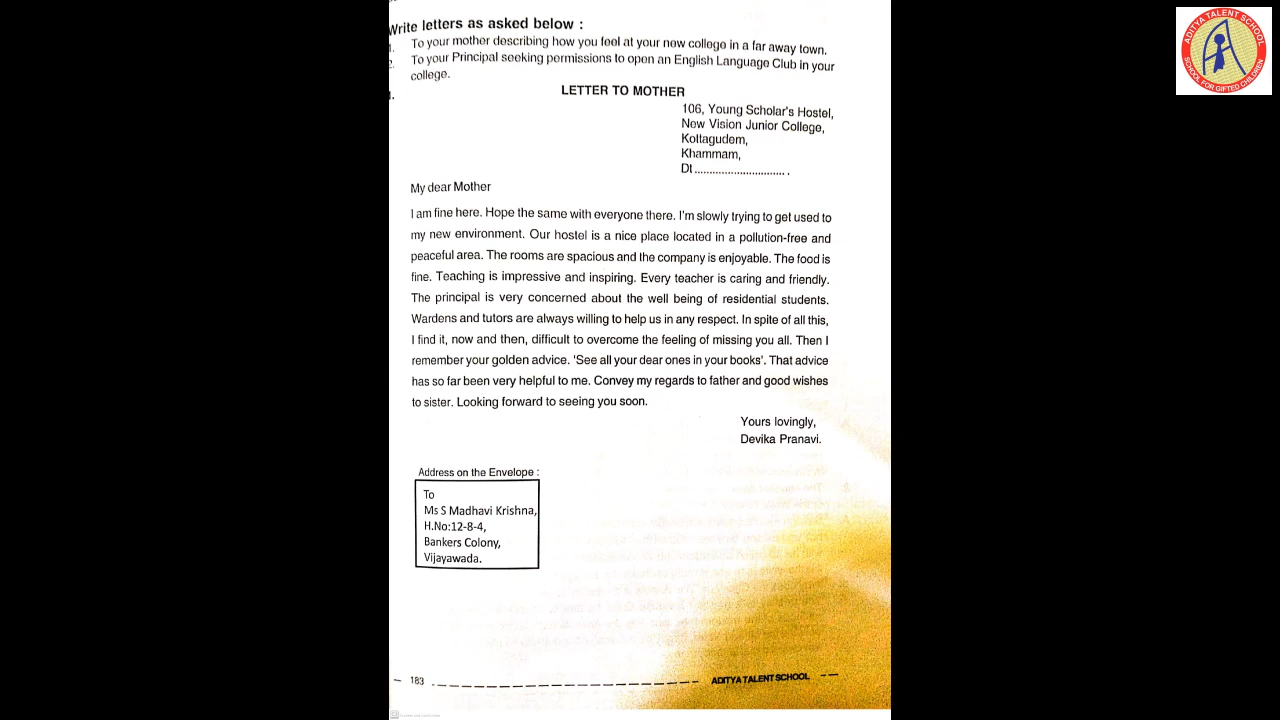 Write letters as asked below :
1. To your mother describing how you feel at your new college in a far away town.
2. To your Principal seeking permissions to open an English Language Club in your
college.
1.
LETTER TO MOTHER
106, Young Scholar's Hostel,
New Vision Junior College,
Kottagudem,
Khammam,
Dt ............................... .
My dear Mother
I am fine here. Hope the same with everyone there. I'm slowly trying to get used to
my new environment. Our hostel is a nice place located in a pollution-free and
peaceful area. The rooms are spacious and the company is enjoyable. The food is
fine. Teaching is impressive and inspiring. Every teacher is caring and friendly.
The principal is very concerned about the well being of residential students.
Wardens and tutors are always willing to help us in any respect. In spite of all this,
I find it, now and then, difficult to overcome the feeling of missing you all. Then I
remember your golden advice. 'See all your dear ones in your books'. That advice
has so far been very helpful to me. Convey my regards to father and good wishes
to sister. Looking forward to seeing you soon.
Yours lovingly,
Devika Pranavi.
Address on the Envelope :
To
Ms S Madhavi Krishna,
H.No:12-8-4,
Bankers Colony,
Vijayawada.
183
ADITYA TALENT SCHOOL
ADITYA TALENT SCHOOL
SCHOOL FOR GIFTED CHILDREN